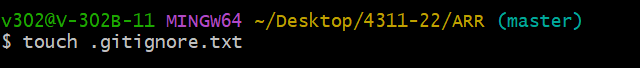 v302@V-302B-11 MINGW64 ~/Desktop/4311-22/ARR (master)
$ touch .gitignore.txt